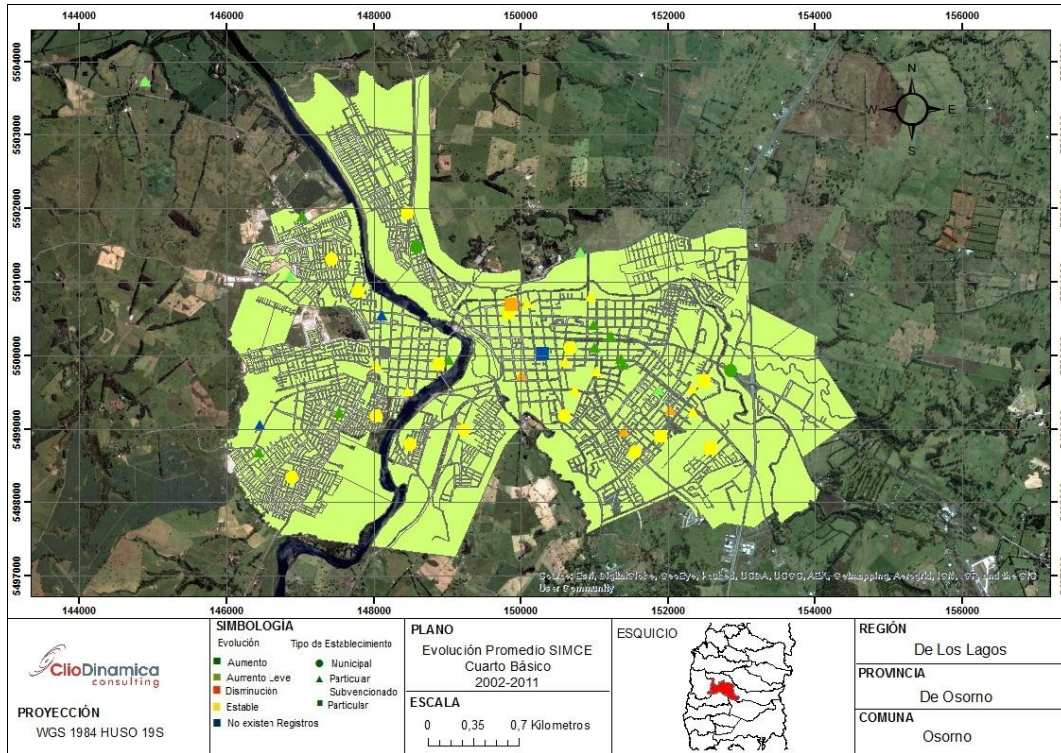 144000 146000 148000 150000 152000 154000 156000
5504000
5503000
5502000
5501000
5500000
5499000
5498000
5497000
N
W E
S
User Community
ClioDinamica
consulting
PROYECCIÓN
WGS 1984 HUSO 19S
SIMBOLOGÍA
Evolución
Aumento
Aumento Leve
Disminución
Estable
No existen Registros
Tipo de Establecimiento
Municipal
Particular
Subvencionado
Particular
PLANO
Evolución Promedio SIMCE
Cuarto Básico
2002-2011
ESCALA
0 0,35 0,7 Kilometros
ESQUICIO
REGIÓN
De Los Lagos
PROVINCIA
De Osorno
COMUNA
Osorno
144000 146000 148000 150000 152000 154000 156000